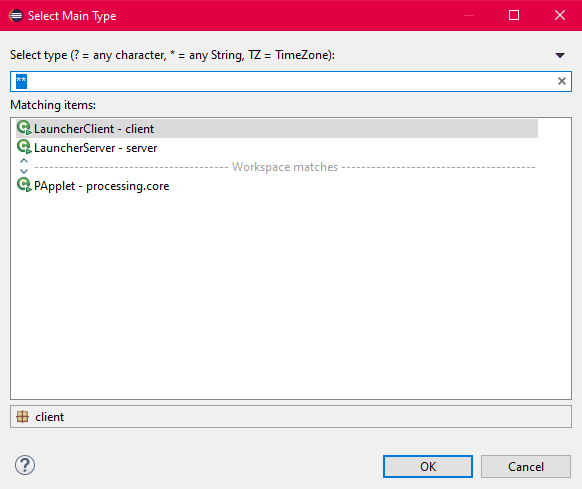 Select Main Type
Select type (? = any character, * = any String, TZ = TimeZone):
**
Matching items:
LauncherClient - client
LauncherServer - server
Workspace matches
PApplet - processing.core
client
OK
Cancel